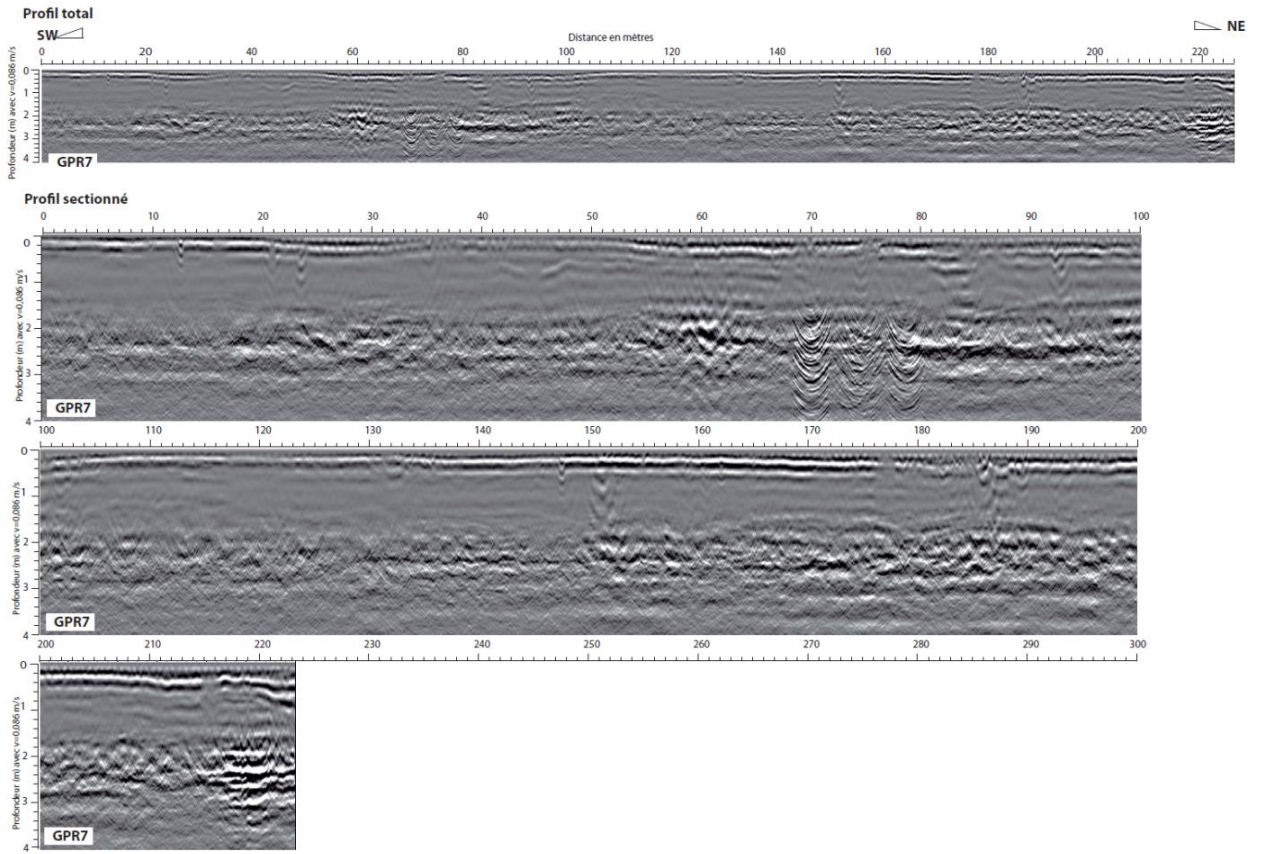 Profil total
SW
Distance en mètres
NE
0 20 40 60 80 100 120 140 160 180 200 220
Profondeur (m) avec v=0,086 m/s
0
1
2
3
4
GPR7
Profil sectionné
0 10 20 30 40 50 60 70 80 90 100
Profondeur (m) avec v=0,086 m/s
0
1
2
3
4
GPR7
100 110 120 130 140 150 160 170 180 190 200
Profondeur (m) avec v=0,086 m/s
0
1
2
3
4
GPR7
200 210 220 230 240 250 260 270 280 290 300
Profondeur (m) avec v=0,086 m/s
0
1
2
3
4
GPR7